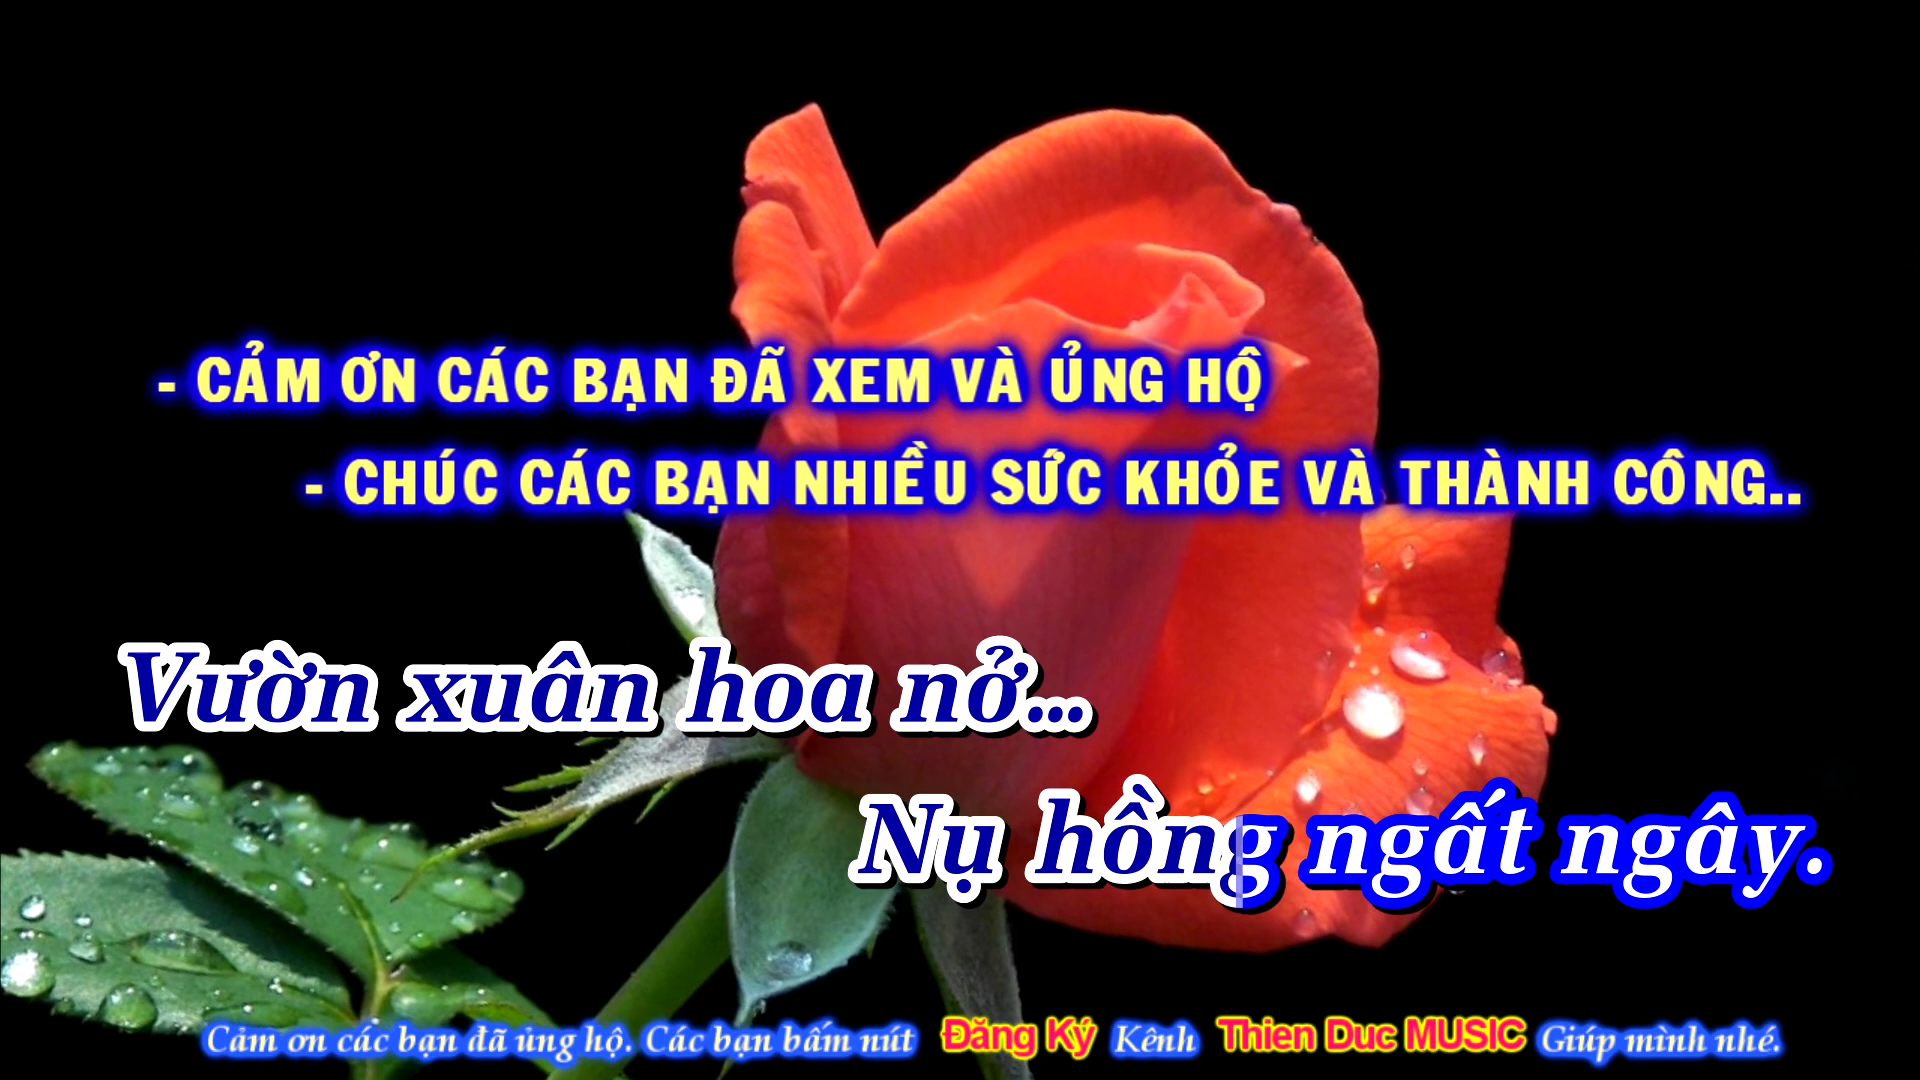 - CẢM ƠN CÁC BẠN ĐÃ XEM VÀ ỦNG HỘ
- CHÚC CÁC BẠN NHIỀU SỨC KHỎE VÀ THÀNH CÔNG..
Vườn xuân hoa nở...
Nụ hồng ngất ngây.
Cảm ơn các bạn đã ủng hộ. Các bạn bấm nút Đăng Ký Kênh Thien Duc MUSIC Giúp mình nhé.